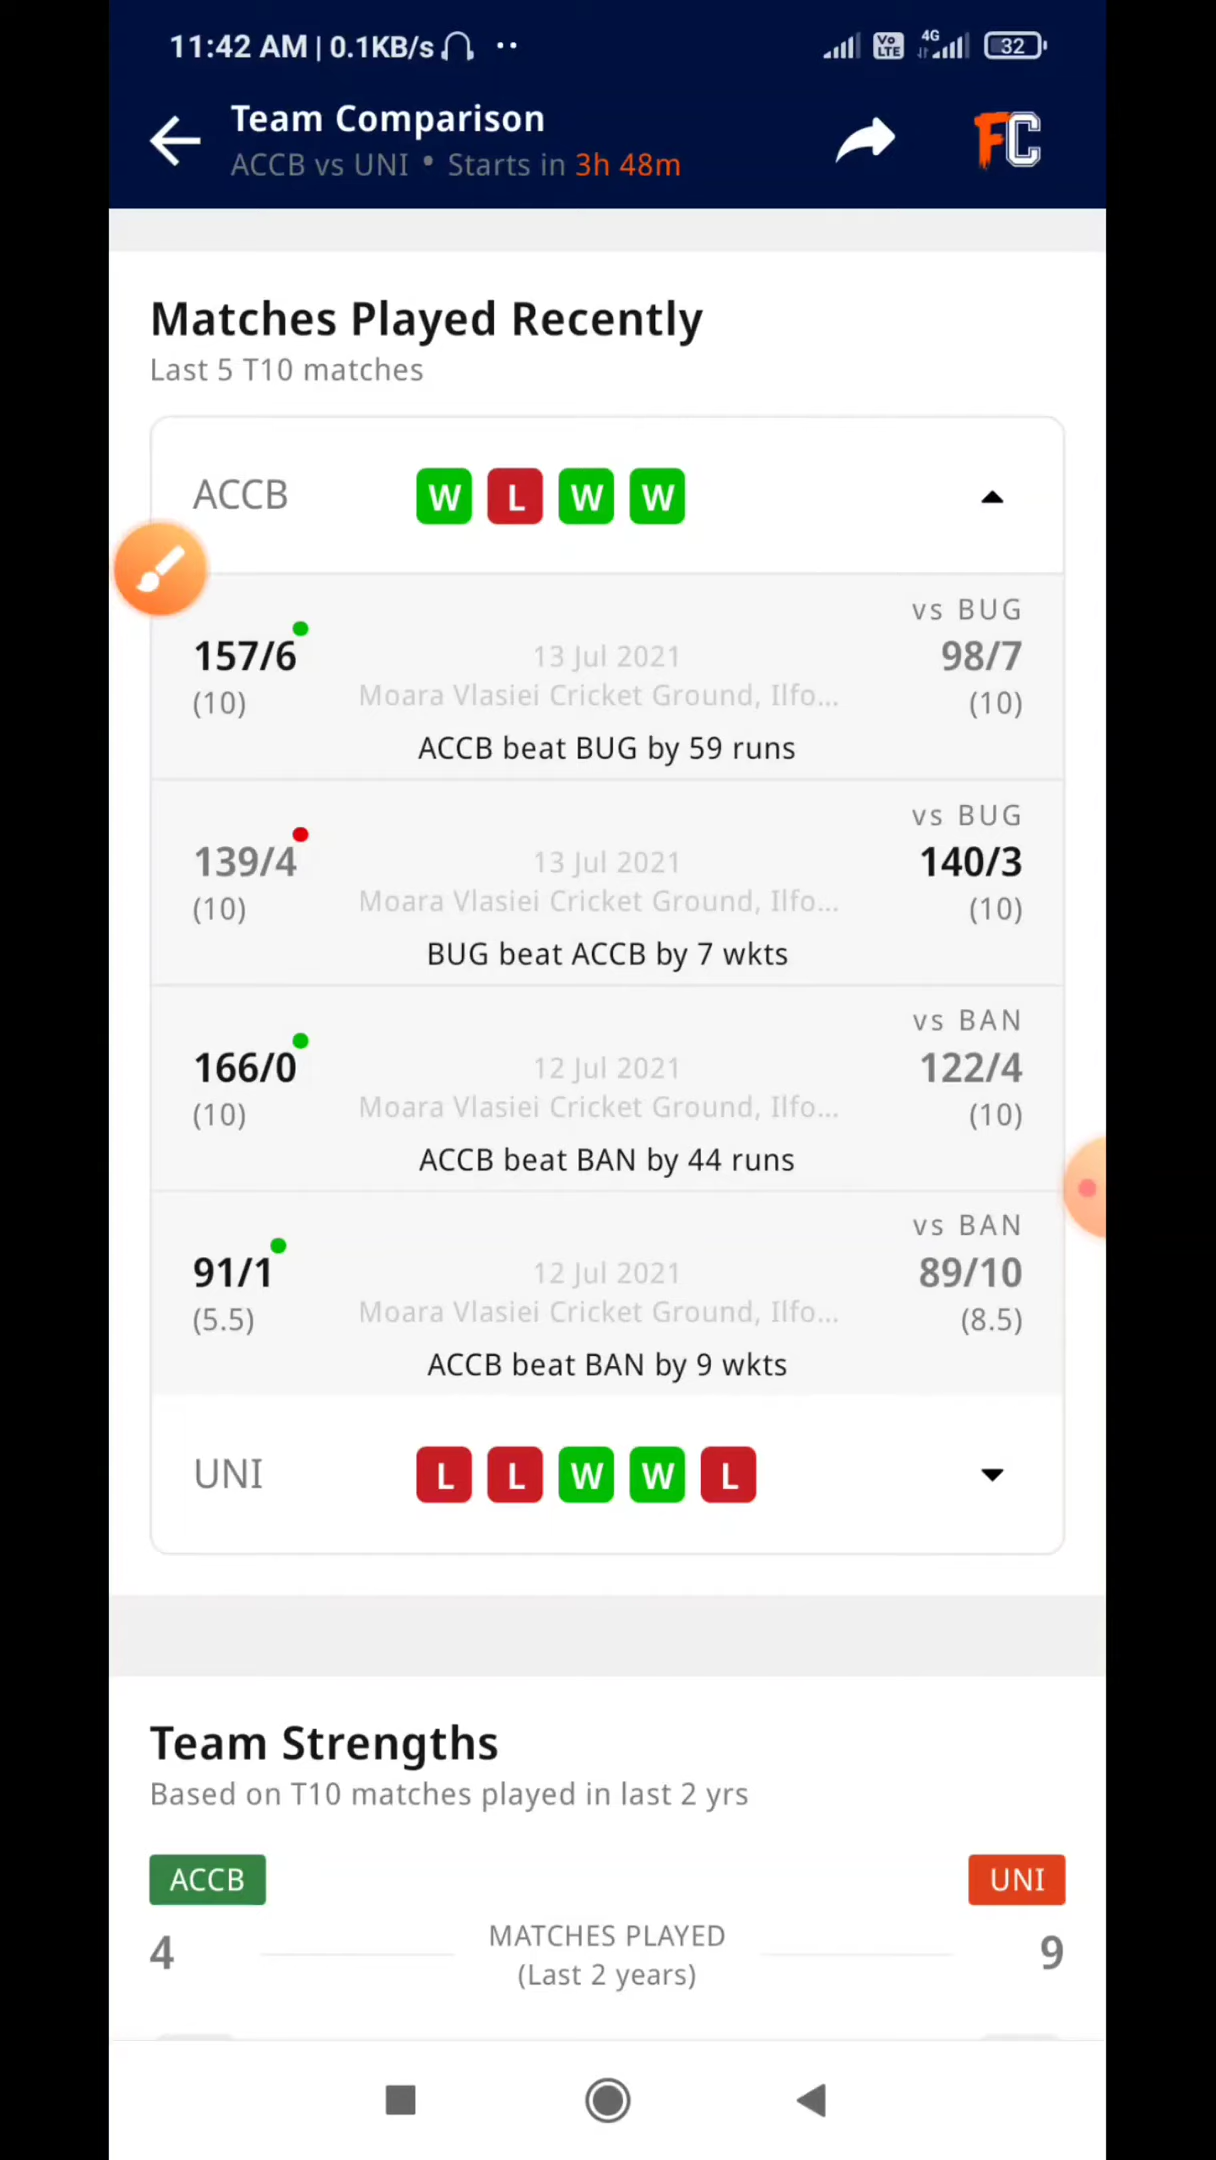 11:42 AM | 0.1KB/s
Vo LTE 4G 32
Team Comparison
ACCB vs UNI • Starts in 3h 48m
FC
Matches Played Recently
Last 5 T10 matches
ACCB W L W W
vs BUG
157/6 13 Jul 2021 98/7
(10) Moara Vlasiei Cricket Ground, Ilfo... (10)
ACCB beat BUG by 59 runs
vs BUG
139/4 13 Jul 2021 140/3
(10) Moara Vlasiei Cricket Ground, Ilfo... (10)
BUG beat ACCB by 7 wkts
vs BAN
166/0 12 Jul 2021 122/4
(10) Moara Vlasiei Cricket Ground, Ilfo... (10)
ACCB beat BAN by 44 runs
vs BAN
91/1 12 Jul 2021 89/10
(5.5) Moara Vlasiei Cricket Ground, Ilfo... (8.5)
ACCB beat BAN by 9 wkts
UNI L L W W L
Team Strengths
Based on T10 matches played in last 2 yrs
ACCB UNI
4 MATCHES PLAYED 9
(Last 2 years)